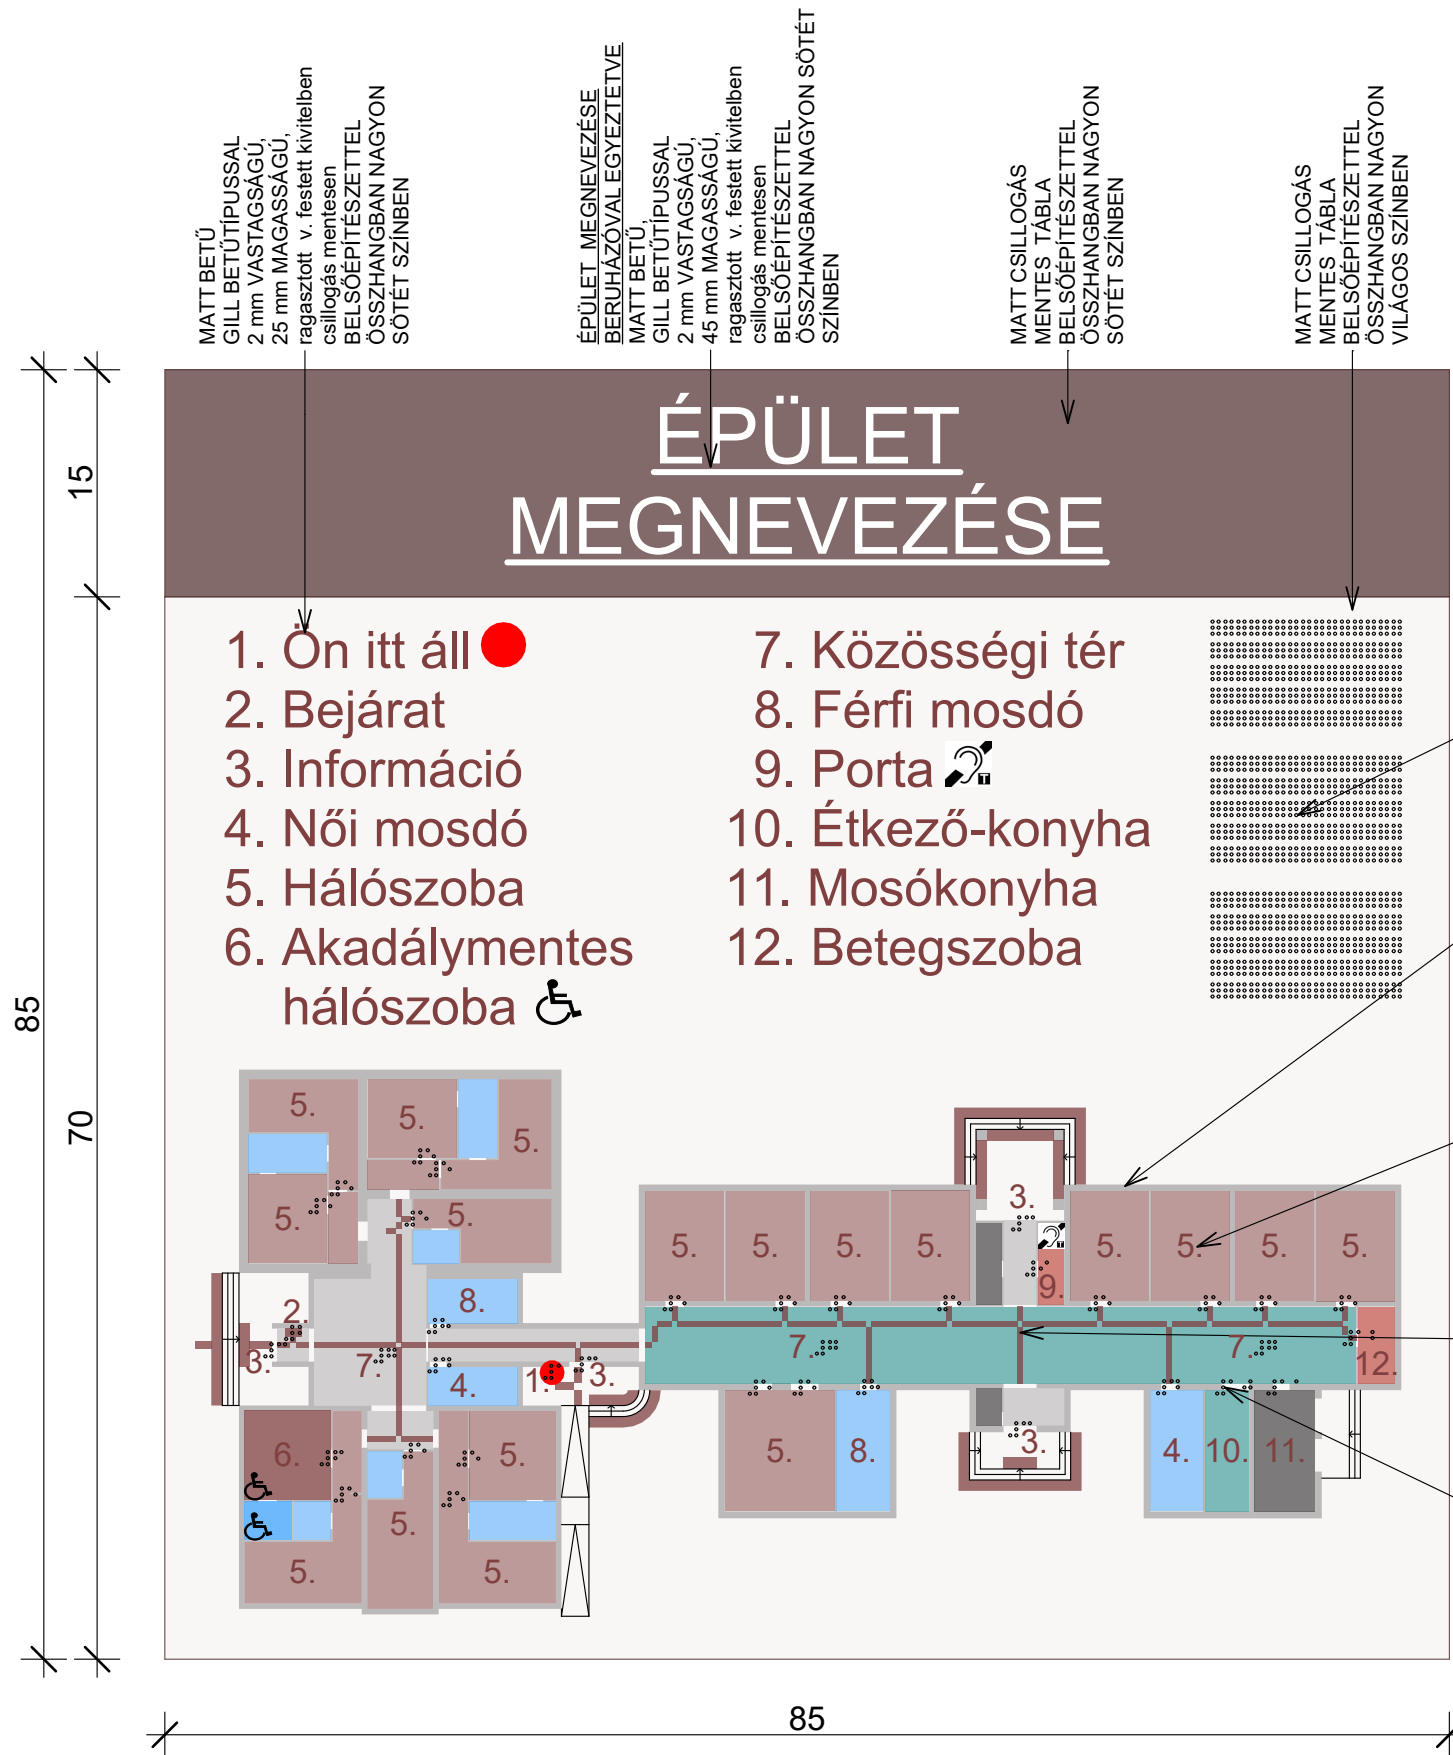 MATT BETŰ
GILL BETŰTÍPUSSAL
2 mm VASTAGSÁGÚ,
25 mm MAGASSÁGÚ,
ragasztott v. festett kivitelben
csillogás mentesen
BELSŐÉPÍTÉSZETTEL
ÖSSZHANGBAN NAGYON
SÖTÉT SZÍNBEN
ÉPÜLET MEGNEVEZÉSE
BERUHÁZÓVAL EGYEZTETVE
MATT BETŰ,
GILL BETŰTÍPUSSAL
2 mm VASTAGSÁGÚ,
45 mm MAGASSÁGÚ,
ragasztott v. festett kivitelben
csillogás mentesen
BELSŐÉPÍTÉSZETTEL
ÖSSZHANGBAN NAGYON SÖTÉT
SZÍNBEN
MATT CSILLOGÁS
MENTES TÁBLA
BELSŐÉPÍTÉSZETTEL
ÖSSZHANGBAN NAGYON
SÖTÉT SZÍNBEN
MATT CSILLOGÁS
MENTES TÁBLA
BELSŐÉPÍTÉSZETTEL
ÖSSZHANGBAN NAGYON
VILÁGOS SZÍNBEN
15
ÉPÜLET
MEGNEVEZÉSE
1. Ön itt áll
2. Bejárat
3. Információ
4. Női mosdó
5. Hálószoba
6. Akadálymentes
hálószoba
7. Közösségi tér
8. Férfi mosdó
9. Porta
T
10. Étkező-konyha
11. Mosókonyha
12. Betegszoba
85
70
5.
5.
5.
5.
5.
8.
2.
3.
7.
4.
1.
3.
6.
5.
5.
5.
5.
3.
5.
5.
5.
5.
T
9.
5.
5.
5.
5.
7.
7.
12.
5.
8.
3.
4.
10.
11.
85